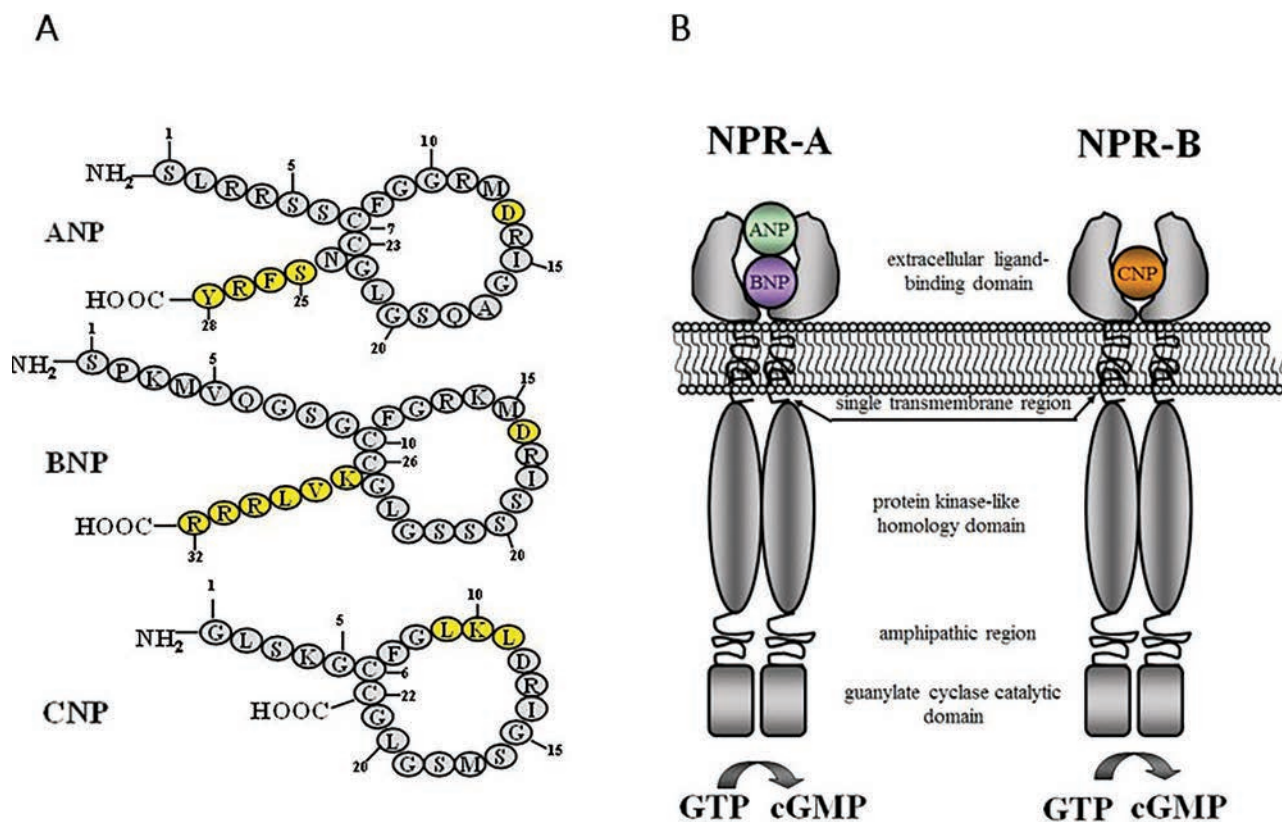 A
B
1
5
10
NH2 S L R R S S C F G G R M D R I G A Q S G L G C N S F R Y HOOC
7
23
15
ANP
25
28
20
1
5
15
NH2 S P K M V Q G S G C F G R K M D R I S S S S G L G C K V L R R R HOOC
10
26
BNP
32
20
1
5
10
NH2 G L S K G C F G L K L D R I G S M S G L G C HOOC
6
22
CNP
20
15
NPR-A
NPR-B
ANP
BNP
CNP
extracellular ligand-
binding domain
single transmembrane region
protein kinase-like
homology domain
amphipathic region
guanylate cyclase catalytic
domain
GTP cGMP
GTP cGMP